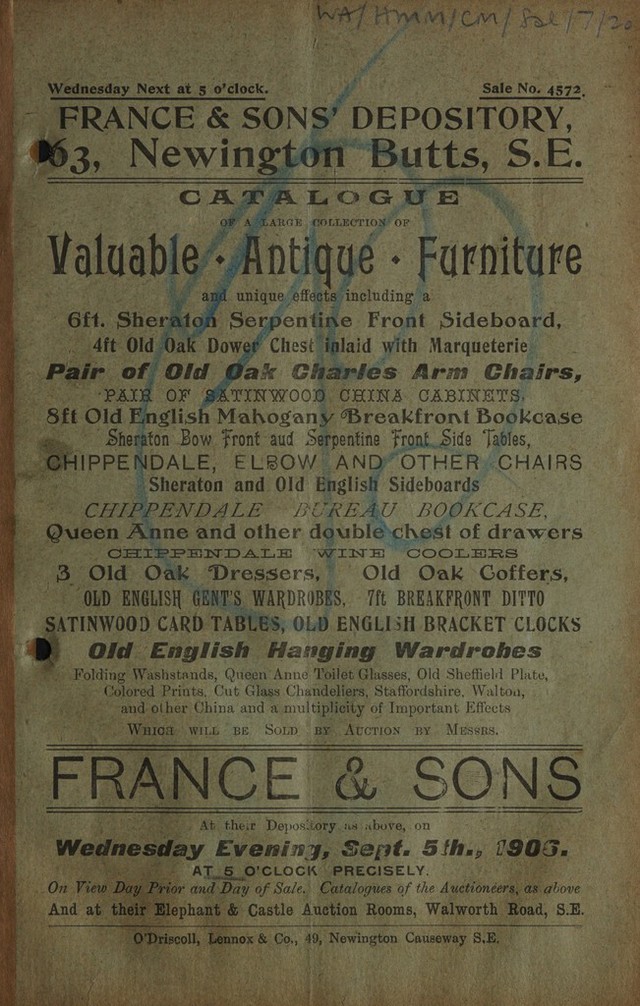 WA/HMM/CM/Sal/7/20
Wednesday Next at 5 o'clock. Sale No. 4572.
FRANCE & SONS' DEPOSITORY,
63, Newington Butts, S.E.
CATALOGUE
OF A LARGE COLLECTION OF
Valuable · Antique · Furniture
and unique effects including a
6ft. Sheraton Serpentine Front Sideboard,
4ft Old Oak Dower Chest inlaid with Marqueterie
Pair of Old Oak Charles Arm Chairs,
PAIR OF SATINWOOD CHINA CABINETS,
8ft Old English Mahogany Breakfront Bookcase
Sheraton Bow Front aud Serpentine Front Side Tables,
CHIPPENDALE, ELBOW AND OTHER CHAIRS
Sheraton and Old English Sideboards
CHIPPENDALE BUREAU BOOKCASE,
Queen Anne and other double chest of drawers
CHIPPENDALE WINE COOLERS
3 Old Oak Dressers, Old Oak Coffers,
OLD ENGLISH GENT'S WARDROBES, 7ft BREAKFRONT DITTO
SATINWOOD CARD TABLES, OLD ENGLISH BRACKET CLOCKS
Old English Hanging Wardrobes
Folding Washstands, Queen Anne Toilet Glasses, Old Sheffield Plate,
Colored Prints, Cut Glass Chandeliers, Staffordshire, Walton,
and other China and a multiplicity of Important Effects
WHICH WILL BE SOLD BY AUCTION BY MESSRS.
FRANCE & SONS
At their Depository as above, on
Wednesday Evening, Sept. 5th., 1906.
AT 5 O'CLOCK PRECISELY.
On View Day Prior and Day of Sale. Catalogues of the Auctioneers, as above
And at their Elephant & Castle Auction Rooms, Walworth Road, S.E.
O'Driscoll, Lennox & Co., 49, Newington Causeway S.E.